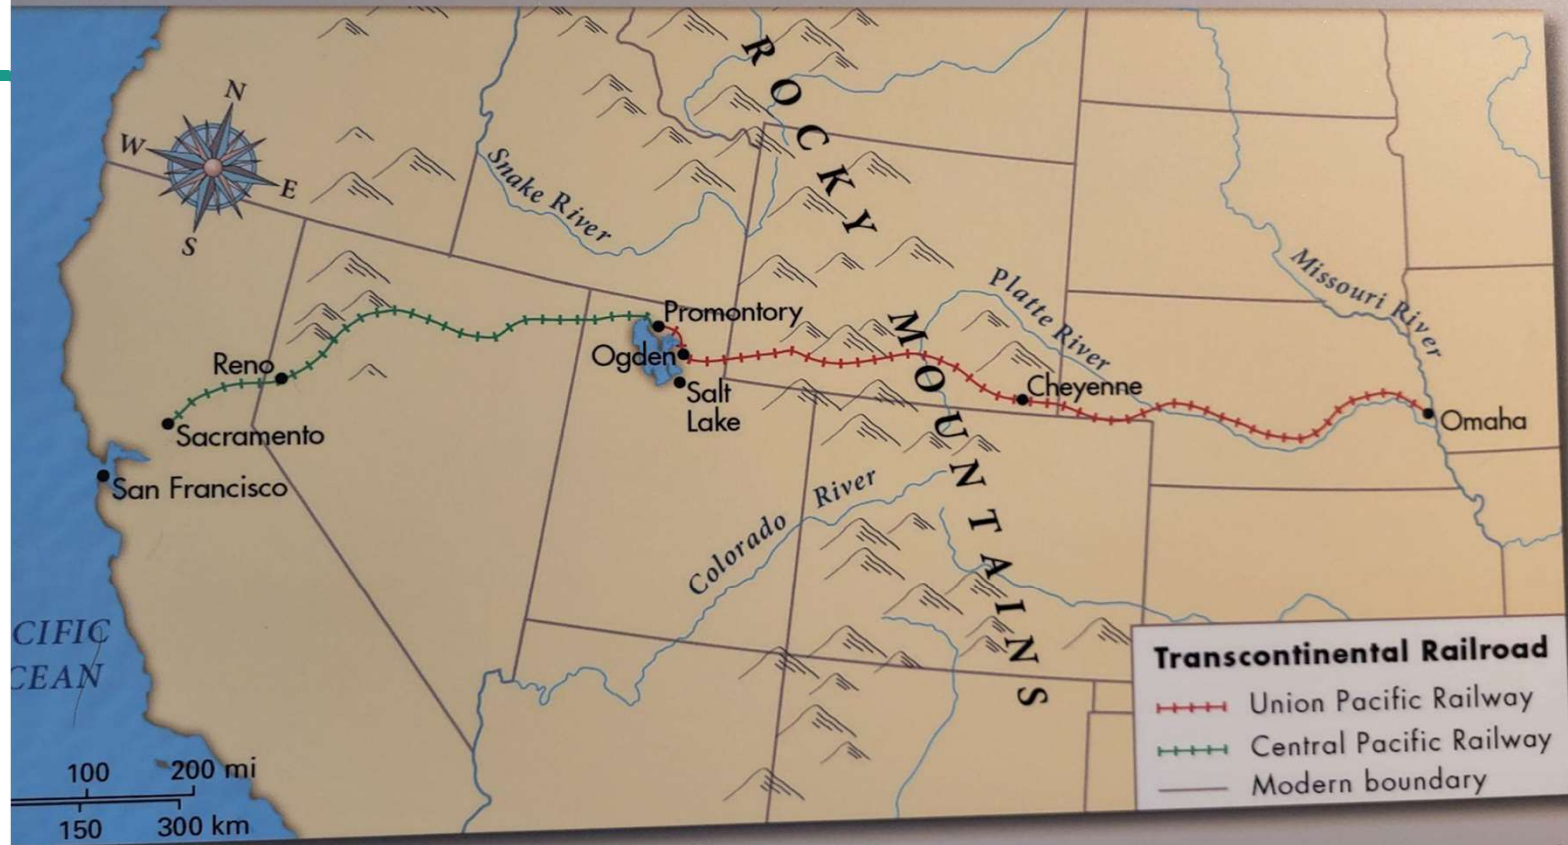 N
W
E
S
ROCKY
MOUNTAINS
Snake River
Missouri River
Platte River
Promontory
Ogden
Salt
Lake
Reno
Sacramento
San Francisco
Cheyenne
Omaha
Colorado River
CIFIC
CEAN
100 200 mi
150 300 km
Transcontinental Railroad
Union Pacific Railway
Central Pacific Railway
Modern boundary